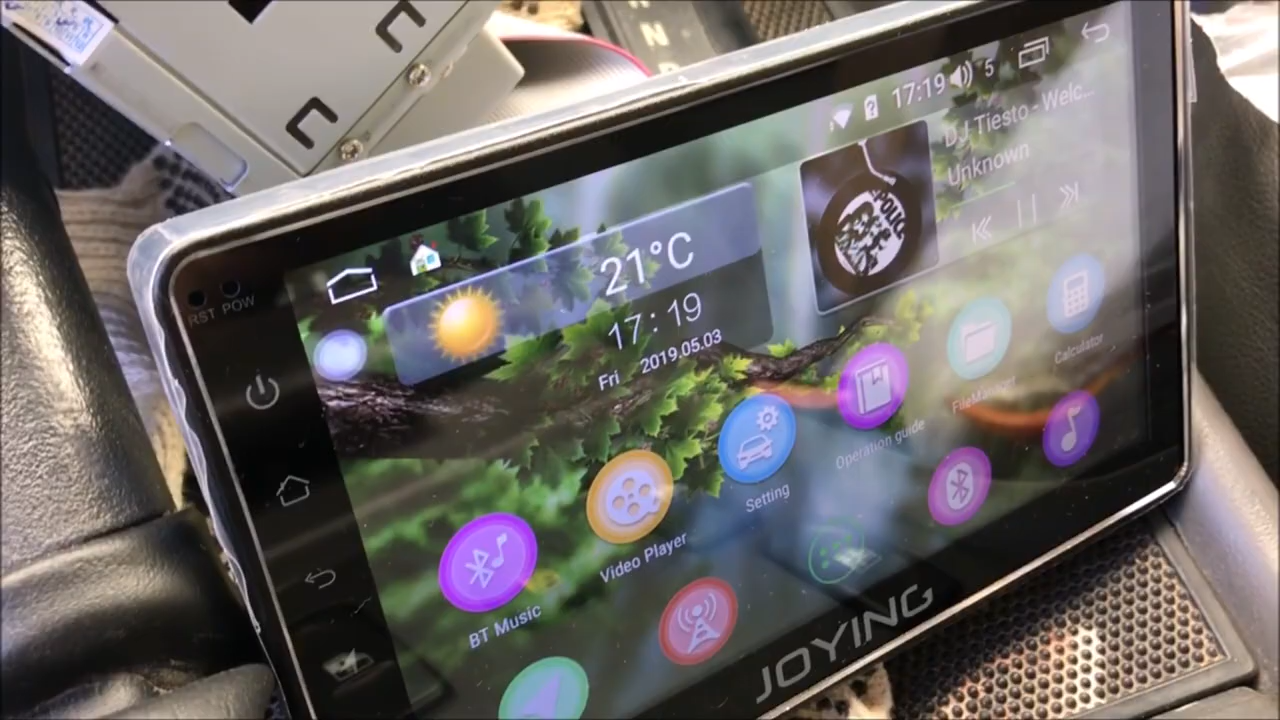 N
D
17:19 5
DJ Tiesto - Welc...
Unknown
RST POW
21°C
17:19
Fri 2019.05.03
BT Music
Video Player
Setting
Operation guide
FileManager
Calculator
JOYING